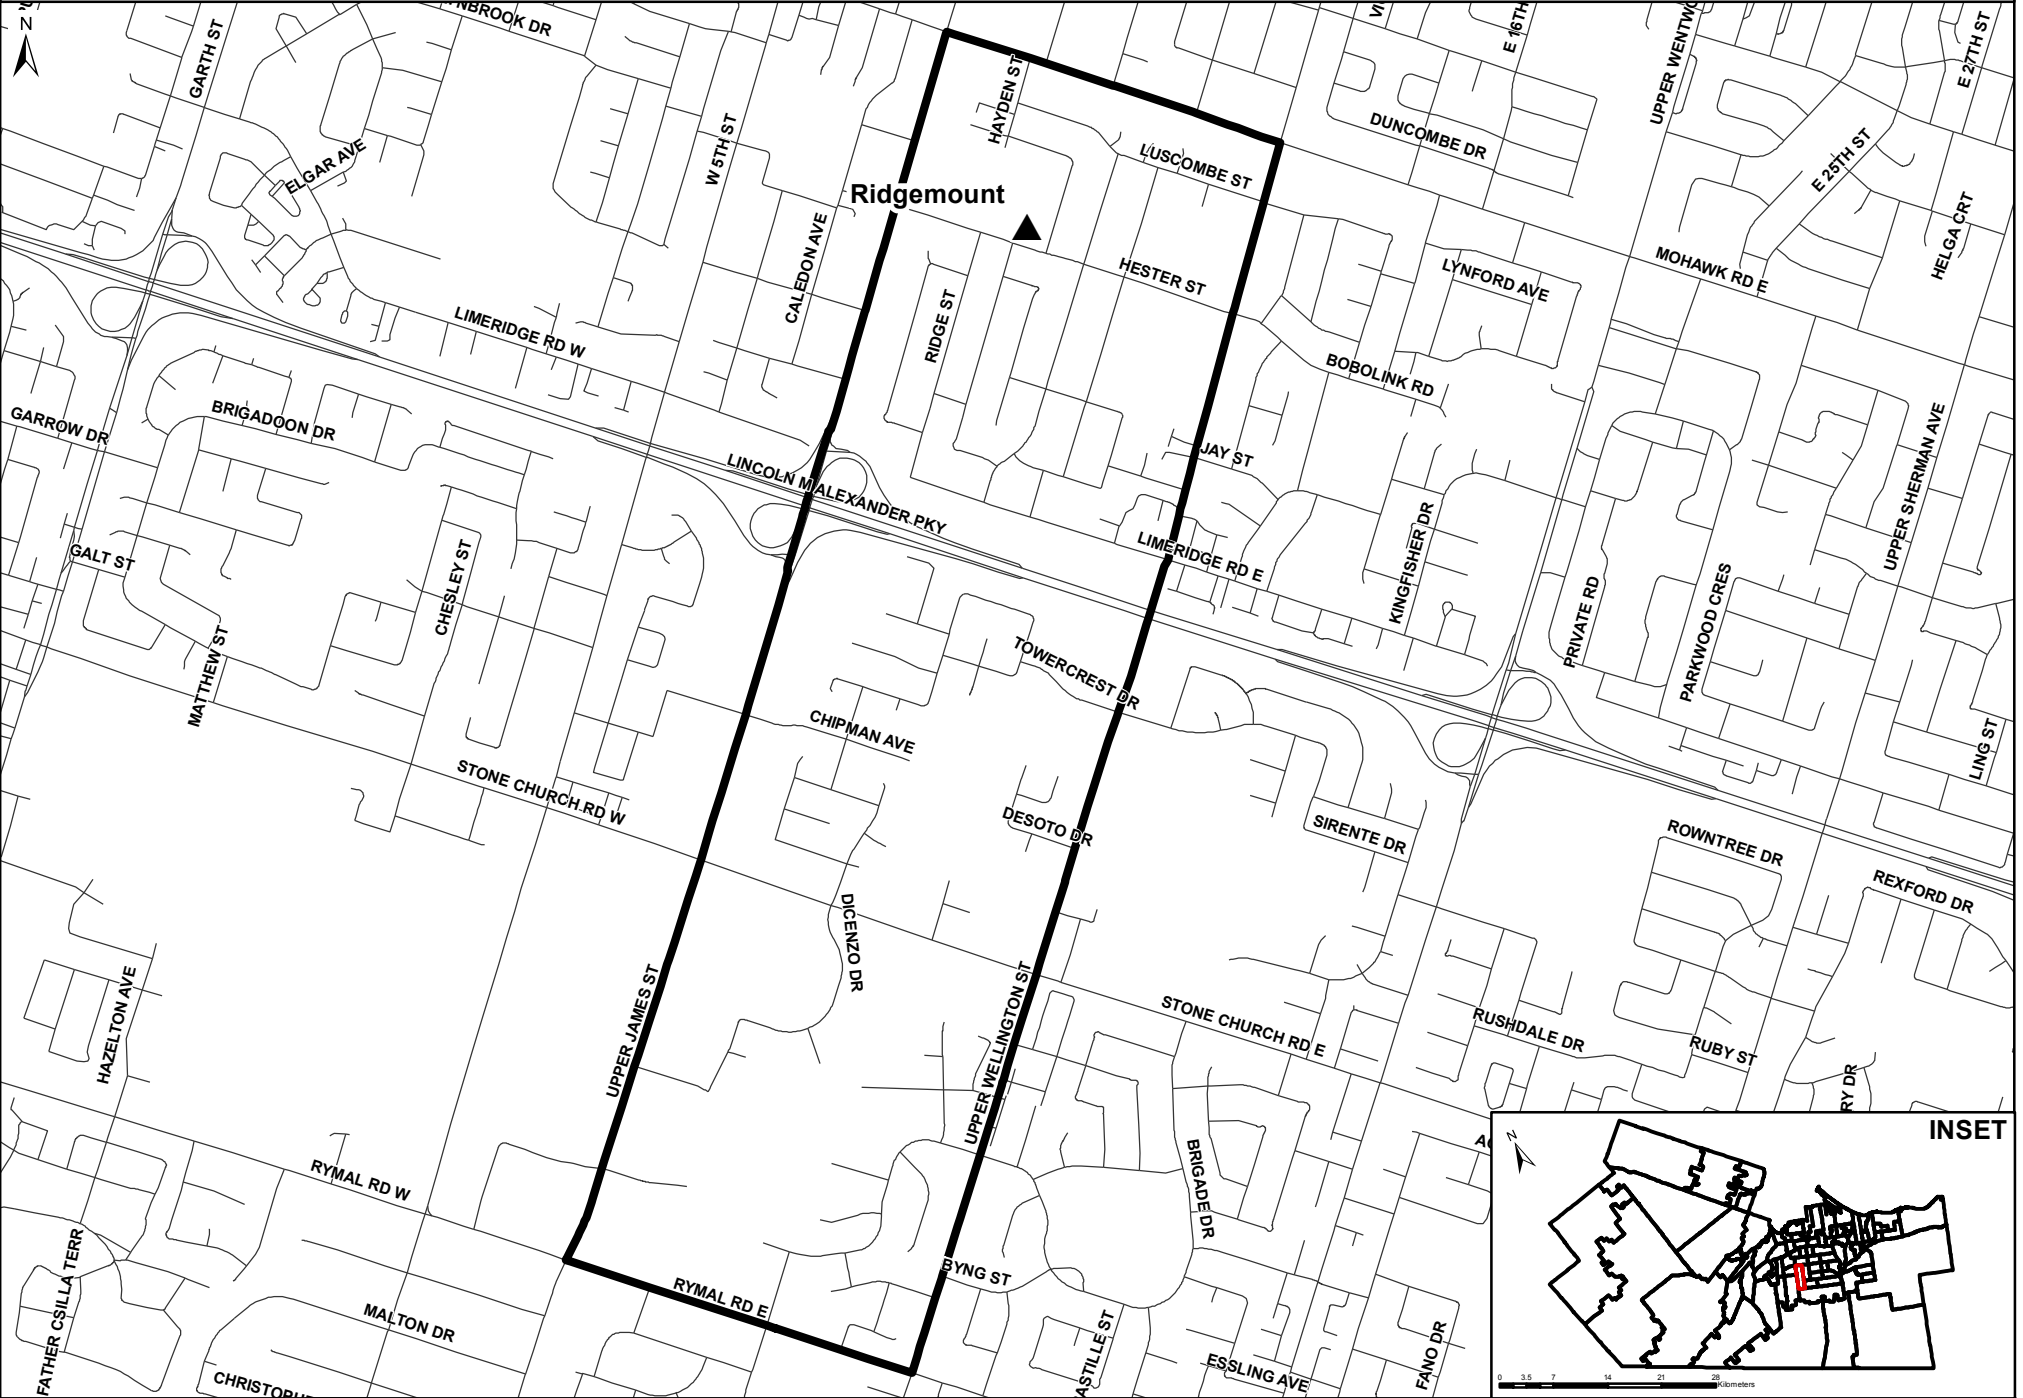 N
GARTH ST
E 16TH
UPPER WENTWO
E 27TH ST
HAYDEN ST
W 5TH ST
DUNCOMBE DR
LUSCOMBE ST
E 25TH ST
ELGAR AVE
Ridgemount
HELGA CRT
CALEDON AVE
MOHAWK RD E
HESTER ST
LYNFORD AVE
RIDGE ST
LIMERIDGE RD W
BOBOLINK RD
GARROW DR
BRIGADOON DR
JAY ST
UPPER SHERMAN AVE
LINCOLN M ALEXANDER PKY
LIMERIDGE RD E
KINGFISHER DR
GALT ST
CHESLEY ST
PRIVATE RD
PARKWOOD CRES
MATTHEW ST
TOWERCREST DR
CHIPMAN AVE
LING ST
STONE CHURCH RD W
DESOTO DR
SIRENTE DR
ROWNTREE DR
REXFORD DR
DICENZO DR
HAZELTON AVE
UPPER JAMES ST
UPPER WELLINGTON ST
STONE CHURCH RD E
RUSHDALE DR
RUBY ST
RY DR
BRIGADE DR
RYMAL RD W
BYNG ST
RYMAL RD E
FATHER CSILLA TERR
MALTON DR
ASTILLE ST
ESSLING AVE
FANO DR
INSET
N
0 3.5 7 14 21 28
Kilometers